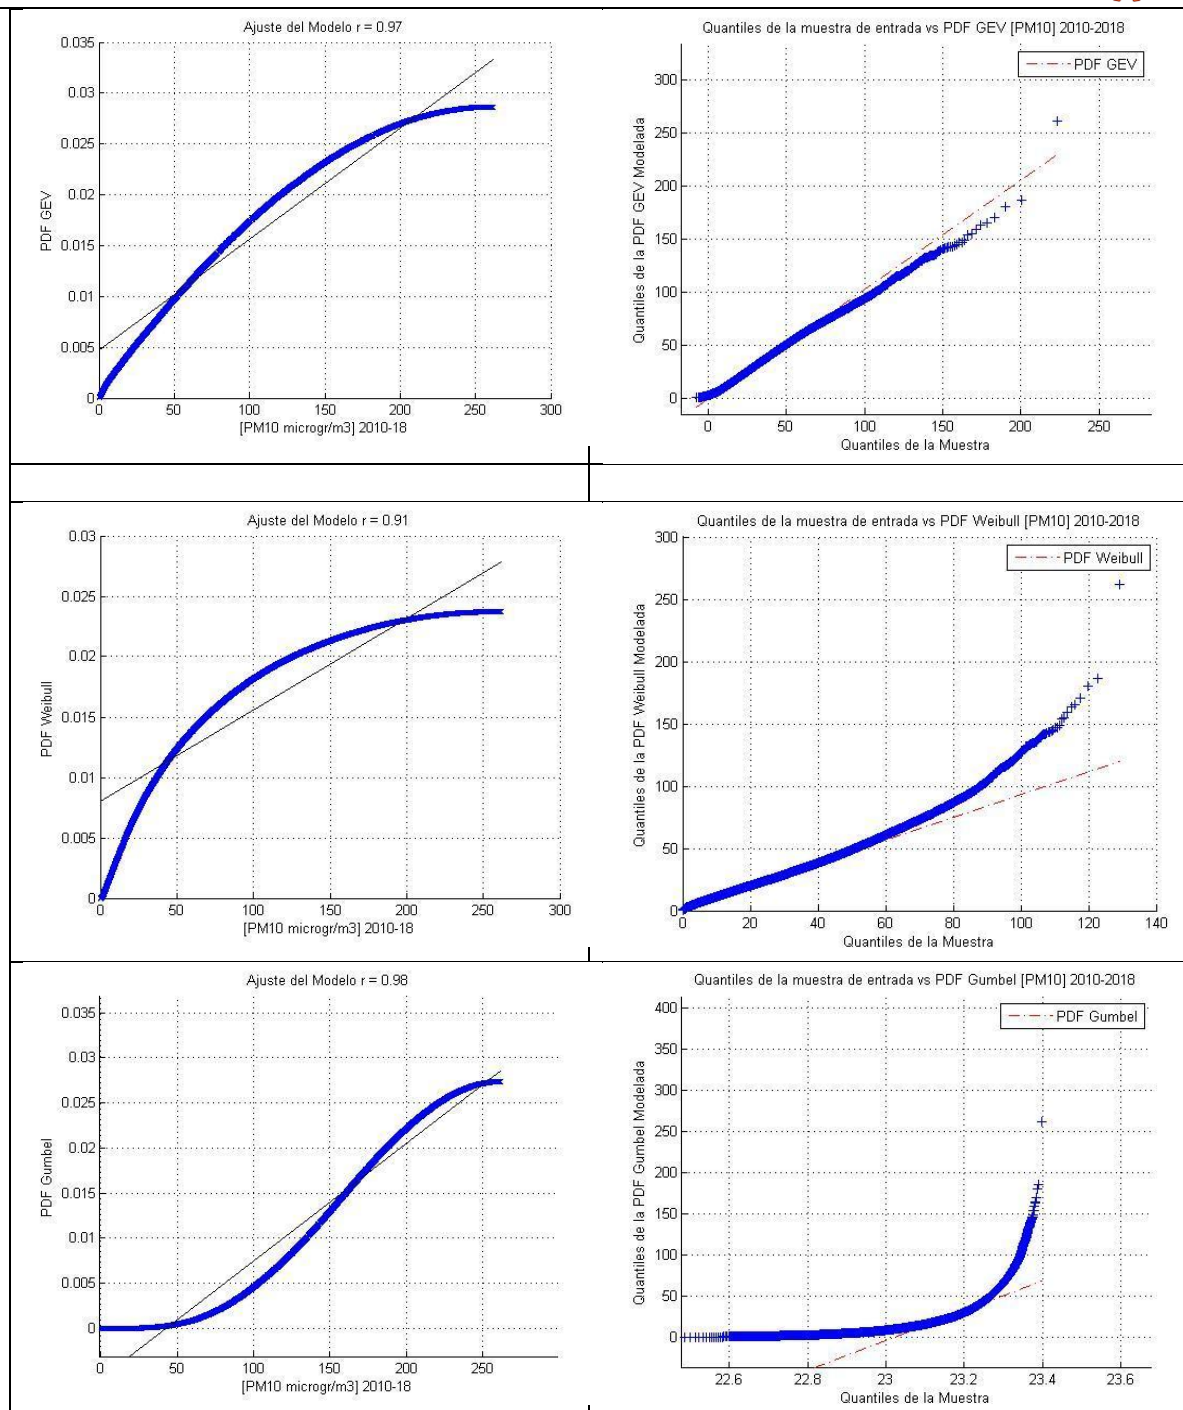 Ajuste del Modelo r = 0.97
0.035
0.03
0.025
0.02
0.015
0.01
0.005
0
PDF GEV
0 50 100 150 200 250 300
[PM10 microgr/m3] 2010-18
Quantiles de la muestra de entrada vs PDF GEV [PM10] 2010-2018
PDF GEV
300
250
200
150
100
50
0
Quantiles de la PDF GEV Modelada
0 50 100 150 200 250
Quantiles de la Muestra
Ajuste del Modelo r = 0.91
0.03
0.025
0.02
0.015
0.01
0.005
0
PDF Weibull
0 50 100 150 200 250 300
[PM10 microgr/m3] 2010-18
Quantiles de la muestra de entrada vs PDF Weibull [PM10] 2010-2018
PDF Weibull
300
250
200
150
100
50
0
Quantiles de la PDF Weibull Modelada
0 20 40 60 80 100 120 140
Quantiles de la Muestra
Ajuste del Modelo r = 0.98
0.035
0.03
0.025
0.02
0.015
0.01
0.005
0
PDF Gumbel
0 50 100 150 200 250
[PM10 microgr/m3] 2010-18
Quantiles de la muestra de entrada vs PDF Gumbel [PM10] 2010-2018
PDF Gumbel
400
350
300
250
200
150
100
50
0
Quantiles de la PDF Gumbel Modelada
22.6 22.8 23 23.2 23.4 23.6
Quantiles de la Muestra